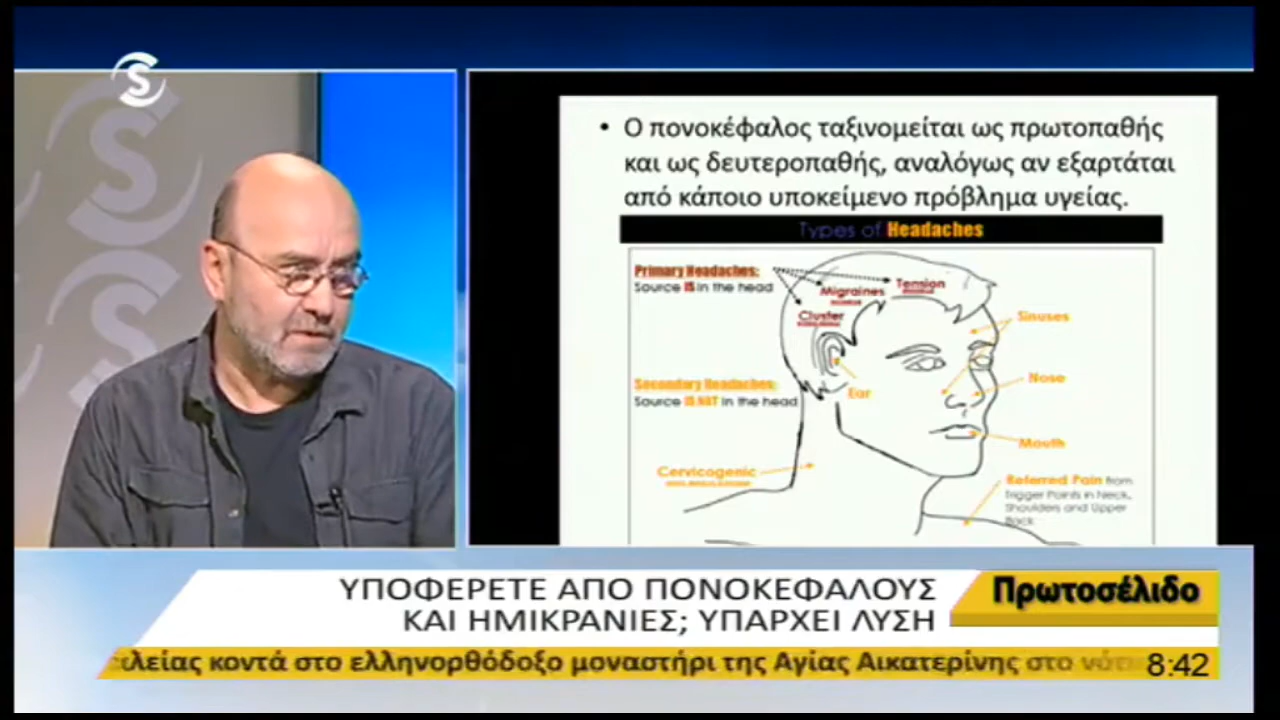 S
• Ο πονοκέφαλος ταξινομείται ως πρωτοπαθής
και ως δευτεροπαθής, αναλόγως αν εξαρτάται
από κάποιο υποκείμενο πρόβλημα υγείας.
Types of Headaches
Primary Headaches:
Source IS in the head
Tension
Migraines
Cluster
Sinuses
Nose
Secondary Headaches:
Source IS NOT in the head
Ear
Mouth
Cervicogenic
Referred Pain from
Trigger Points in Neck,
Shoulders and Upper
Back
ΥΠΟΦΕΡΕΤΕ ΑΠΟ ΠΟΝΟΚΕΦΑΛΟΥΣ
ΚΑΙ ΗΜΙΚΡΑΝΙΕΣ; ΥΠΑΡΧΕΙ ΛΥΣΗ
Πρωτοσέλιδο
ιλείας κοντά στο ελληνορθόδοξο μοναστήρι της Αγίας Αικατερίνης στο
8:42